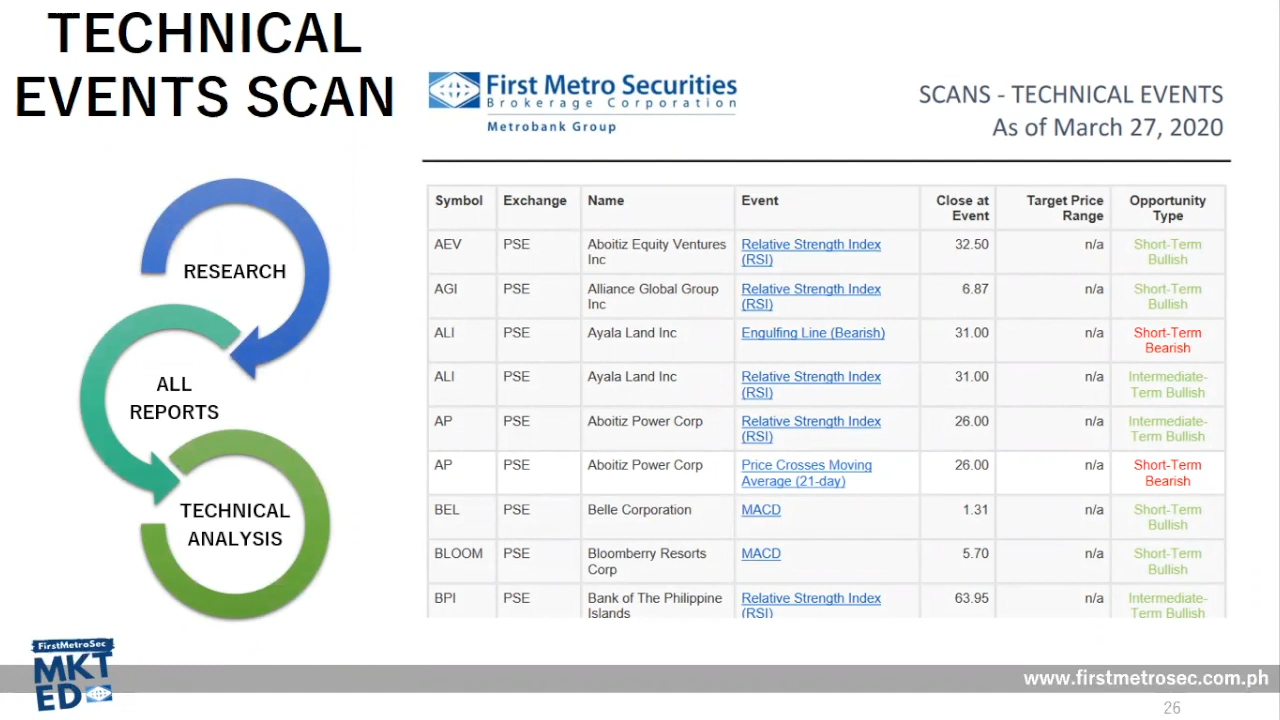 TECHNICAL
EVENTS SCAN
First Metro Securities
Brokerage Corporation
Metrobank Group
SCANS - TECHNICAL EVENTS
As of March 27, 2020
RESEARCH
ALL
REPORTS
TECHNICAL
ANALYSIS
Symbol Exchange Name Event Close at Target Price Opportunity
Event Range Type
AEV PSE Aboitiz Equity Ventures Relative Strength Index 32.50 n/a Short-Term
Inc (RSI) Bullish
AGI PSE Alliance Global Group Relative Strength Index 6.87 n/a Short-Term
Inc (RSI) Bullish
ALI PSE Ayala Land Inc Engulfing Line (Bearish) 31.00 n/a Short-Term
Bearish
ALI PSE Ayala Land Inc Relative Strength Index 31.00 n/a Intermediate-
(RSI) Term Bullish
AP PSE Aboitiz Power Corp Relative Strength Index 26.00 n/a Intermediate-
(RSI) Term Bullish
AP PSE Aboitiz Power Corp Price Crosses Moving 26.00 n/a Short-Term
Average (21-day) Bearish
BEL PSE Belle Corporation MACD 1.31 n/a Short-Term
Bullish
BLOOM PSE Bloomberry Resorts MACD 5.70 n/a Short-Term
Corp Bullish
BPI PSE Bank of The Philippine Relative Strength Index 63.95 n/a Intermediate-
Islands (RSI) Term Bullish
FirstMetroSec
MKT
ED
www.firstmetrosec.com.ph
26